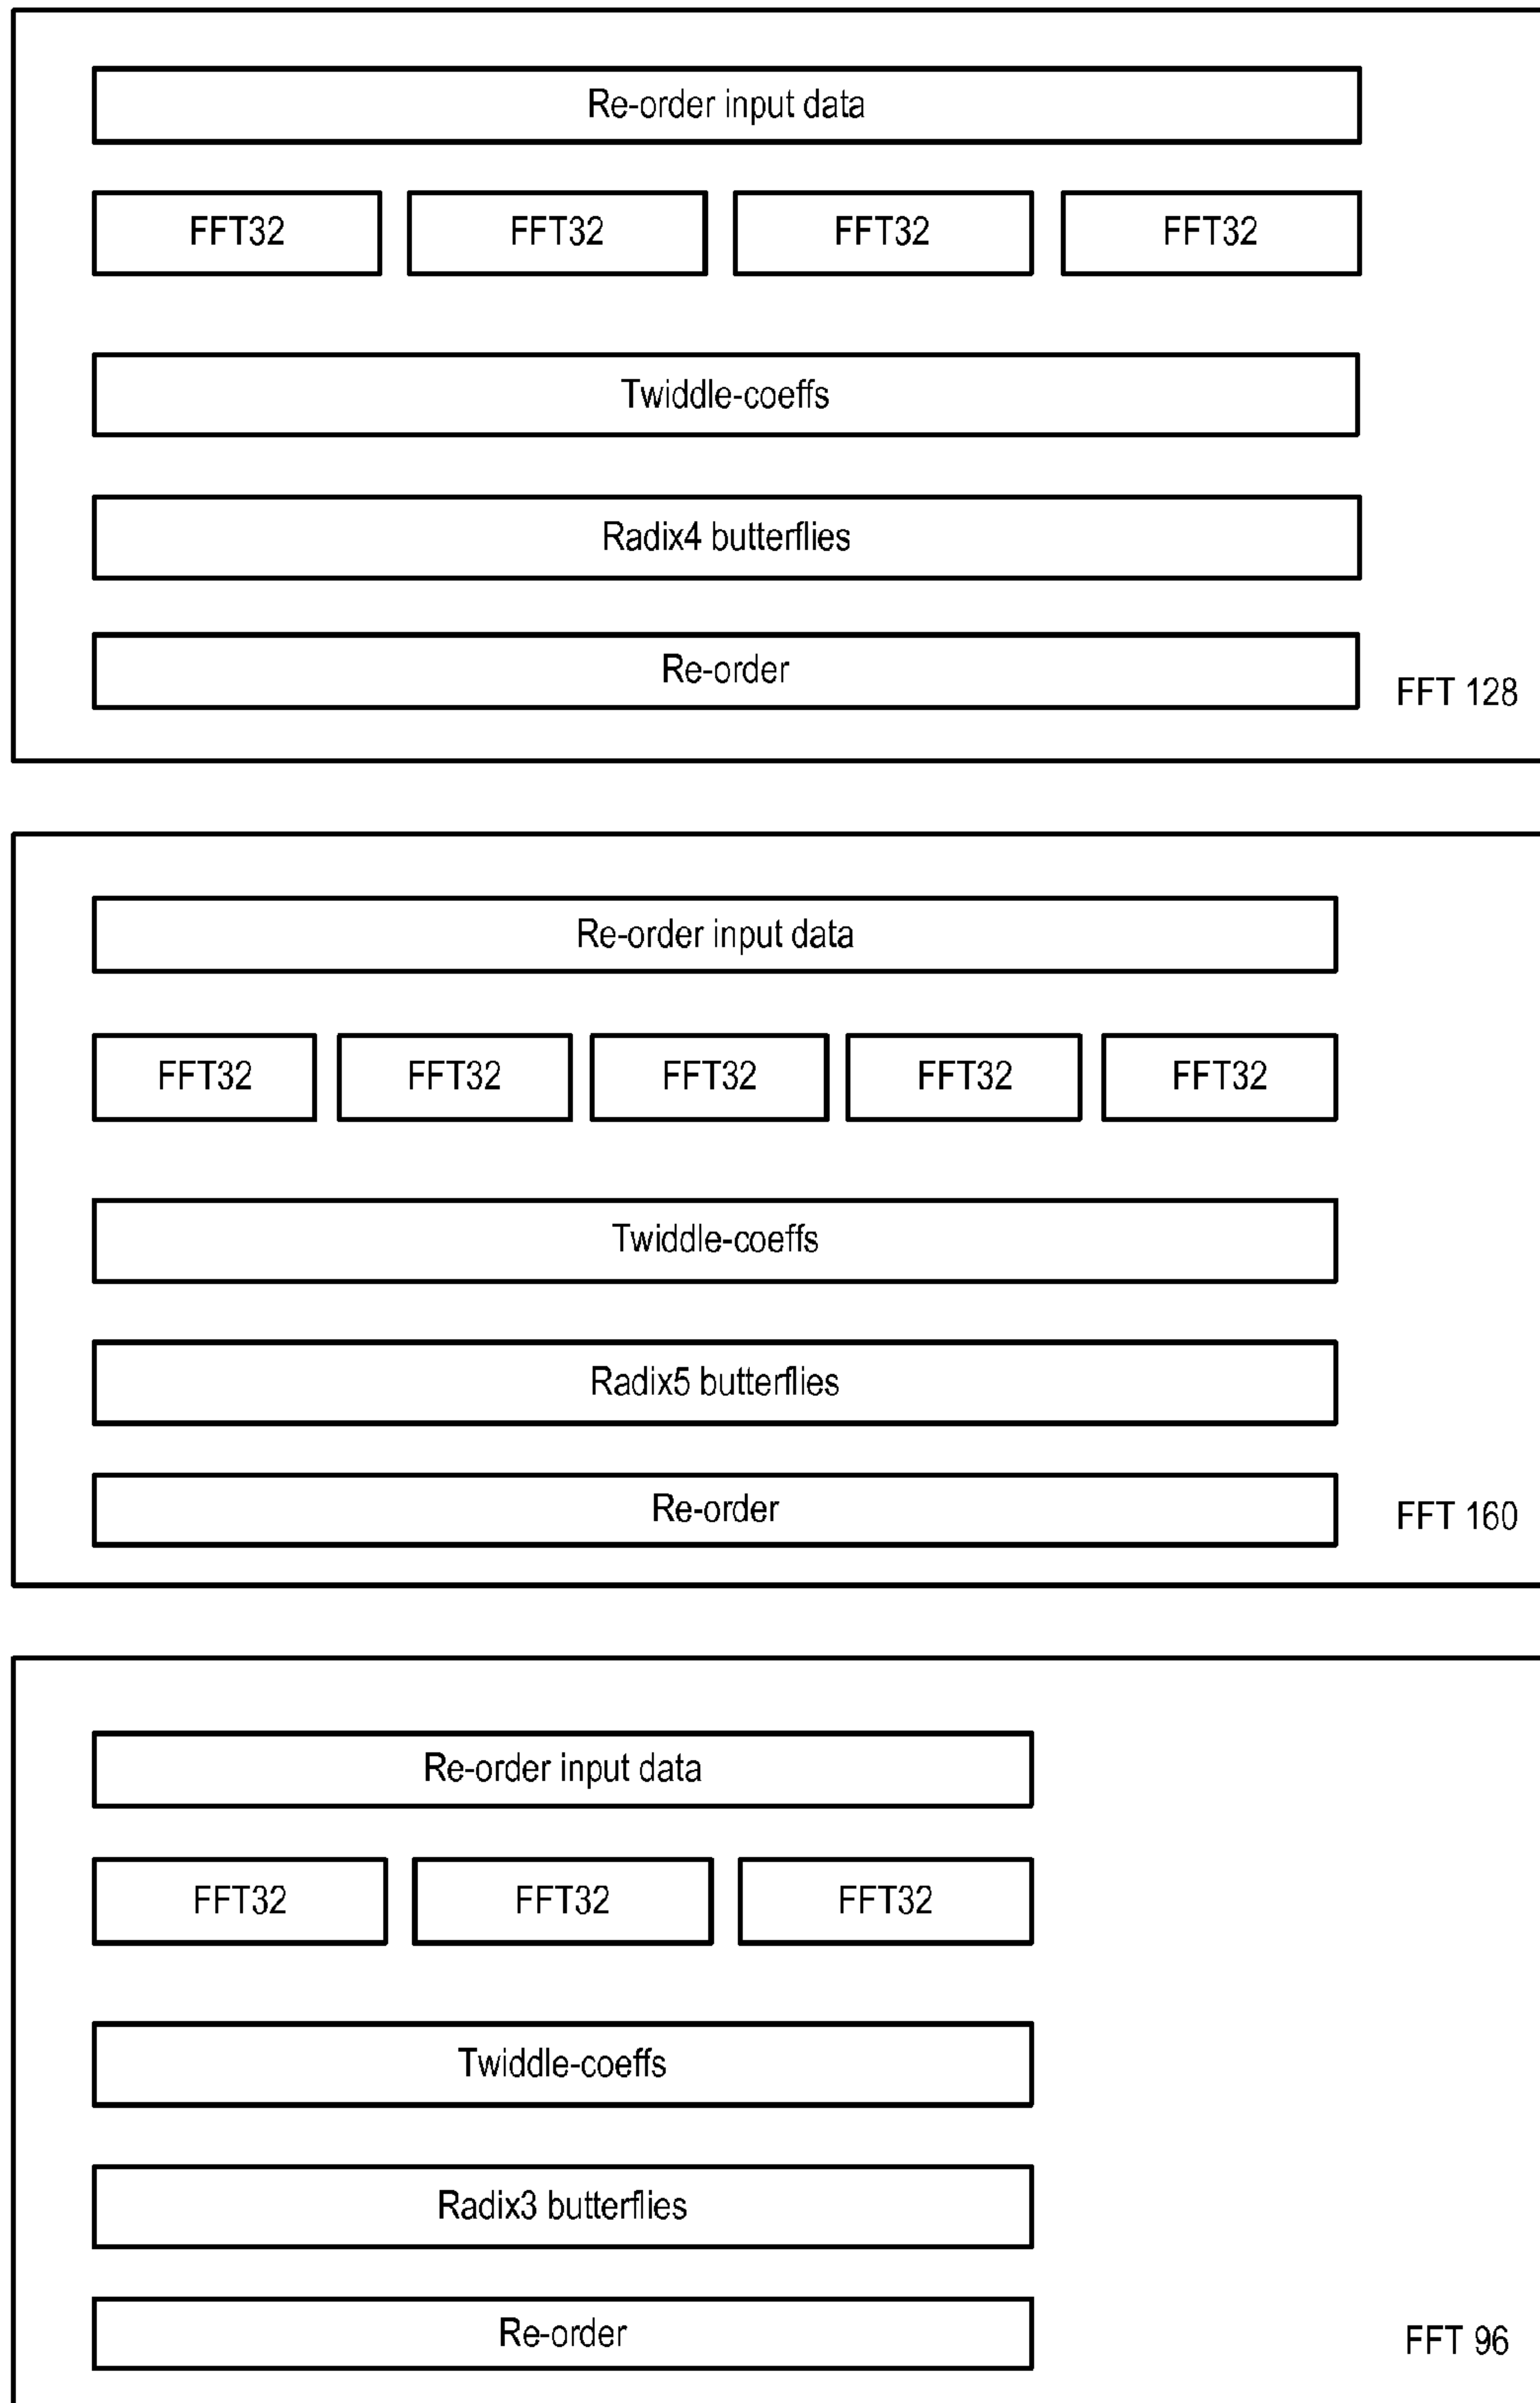 Re-order input data
FFT32 FFT32 FFT32 FFT32
Twiddle-coeffs
Radix4 butterflies
Re-order
FFT 128
Re-order input data
FFT32 FFT32 FFT32 FFT32 FFT32
Twiddle-coeffs
Radix5 butterflies
Re-order
FFT 160
Re-order input data
FFT32 FFT32 FFT32
Twiddle-coeffs
Radix3 butterflies
Re-order
FFT 96